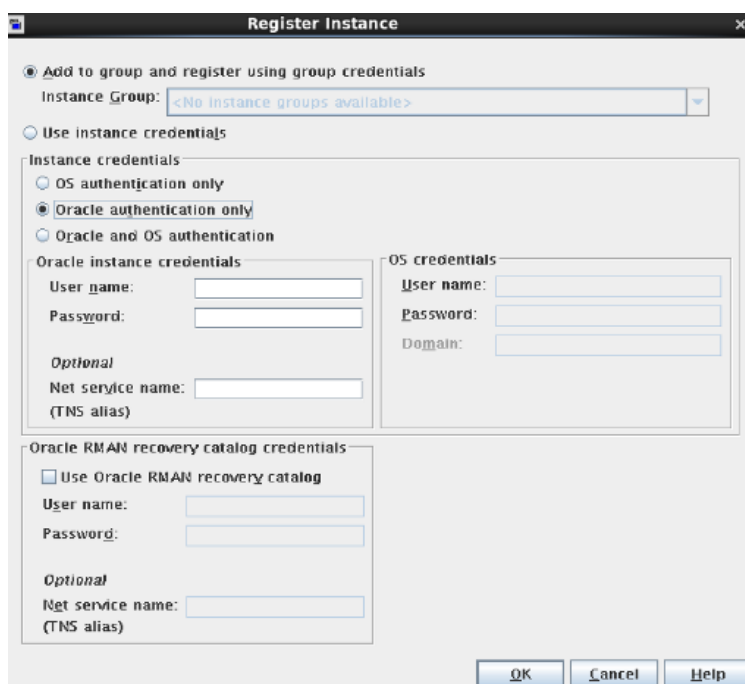 Register Instance
Add to group and register using group credentials
Instance Group: <No instance groups available>
Use instance credentials
Instance credentials
OS authentication only
Oracle authentication only
Oracle and OS authentication
Oracle instance credentials
User name:
Password:
Optional
Net service name:
(TNS alias)
OS credentials
User name:
Password:
Domain:
Oracle RMAN recovery catalog credentials
Use Oracle RMAN recovery catalog
User name:
Password:
Optional
Net service name:
(TNS alias)
OK Cancel Help